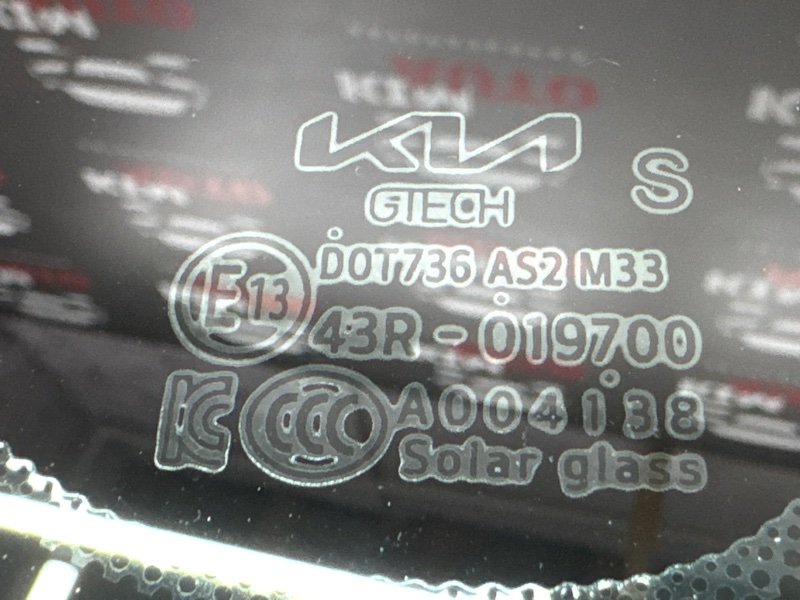 KIA
S
GTECH
DOT736 AS2 M33
E13
43R-019700
KC CCC A004138
Solar glass